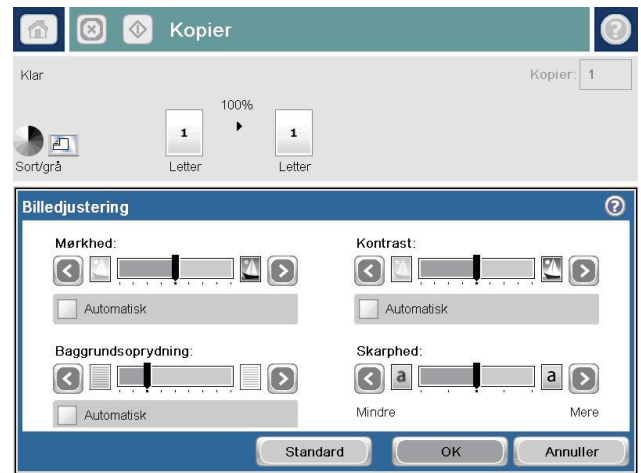 Kopier
Klar
Kopier: 1
100%
1
1
Sort/grå
Letter
Letter
Billedjustering
Mørkhed:
Kontrast:
Automatisk
Automatisk
Baggrundsoprydning:
Skarphed:
a
a
Automatisk
Mindre
Mere
Standard
OK
Annuller